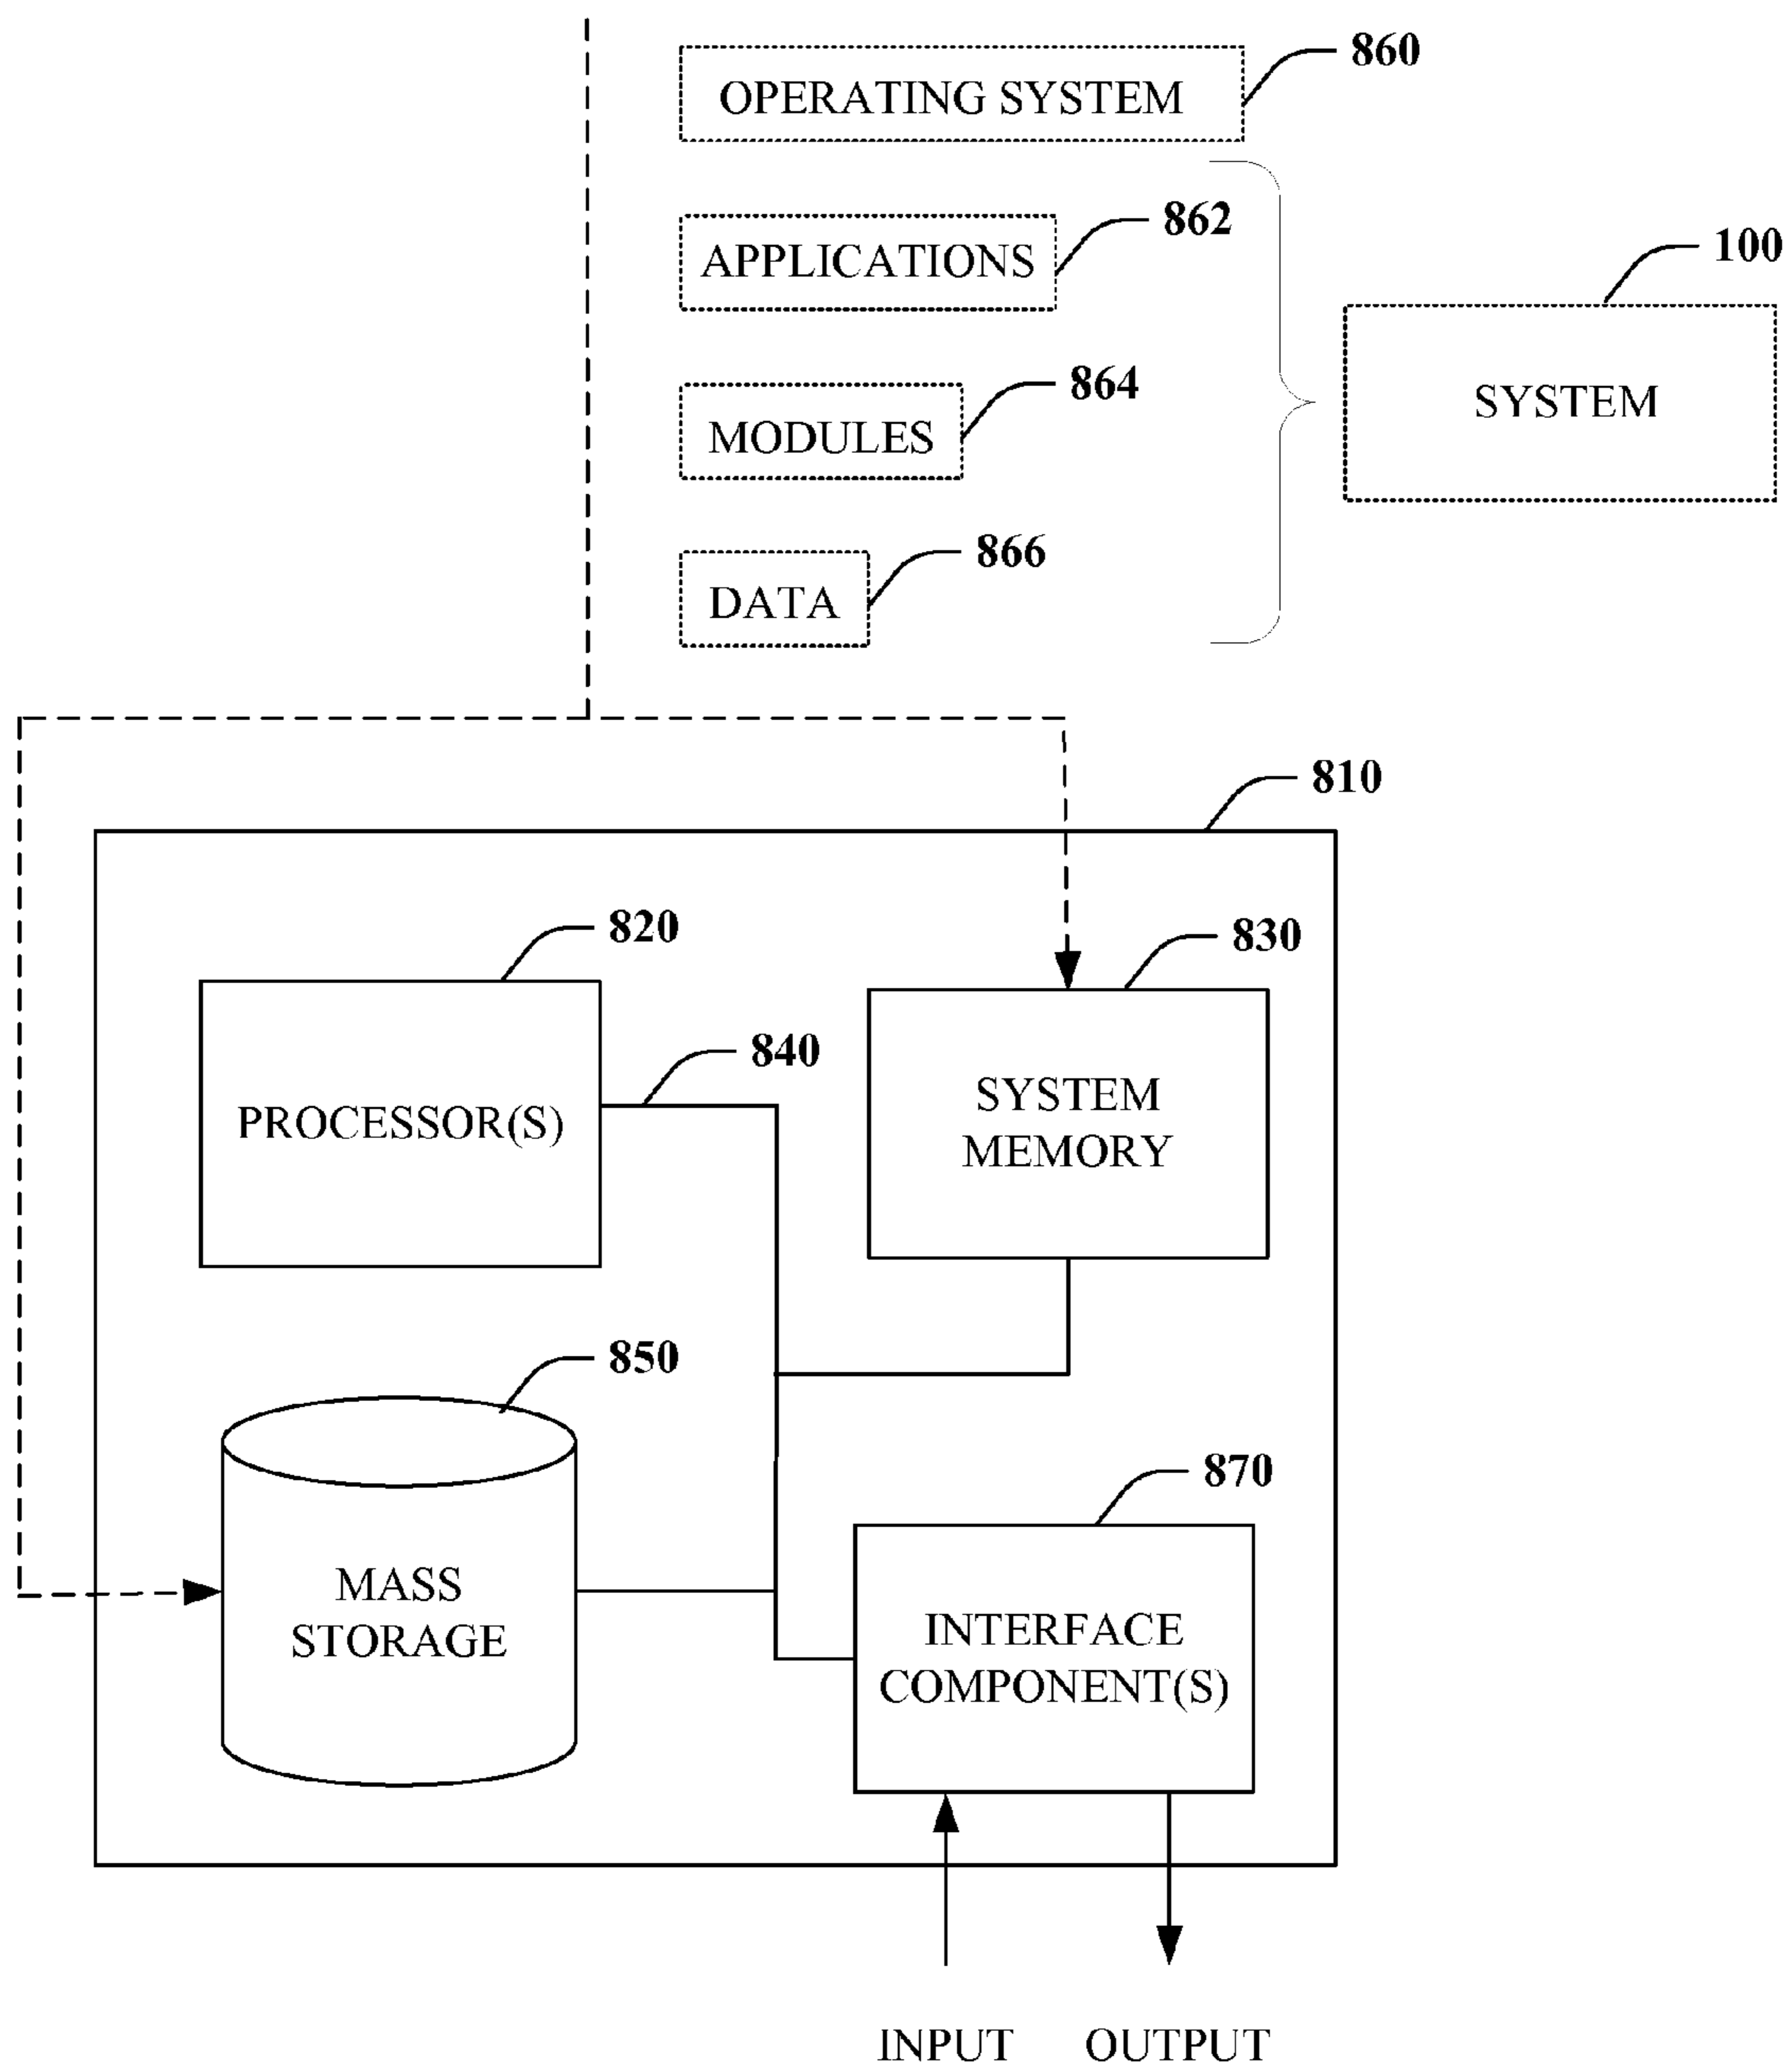 860
OPERATING SYSTEM
862
APPLICATIONS
100
SYSTEM
864
MODULES
866
DATA
810
820
PROCESSOR(S)
830
SYSTEM
MEMORY
840
850
MASS
STORAGE
870
INTERFACE
COMPONENT(S)
INPUT
OUTPUT